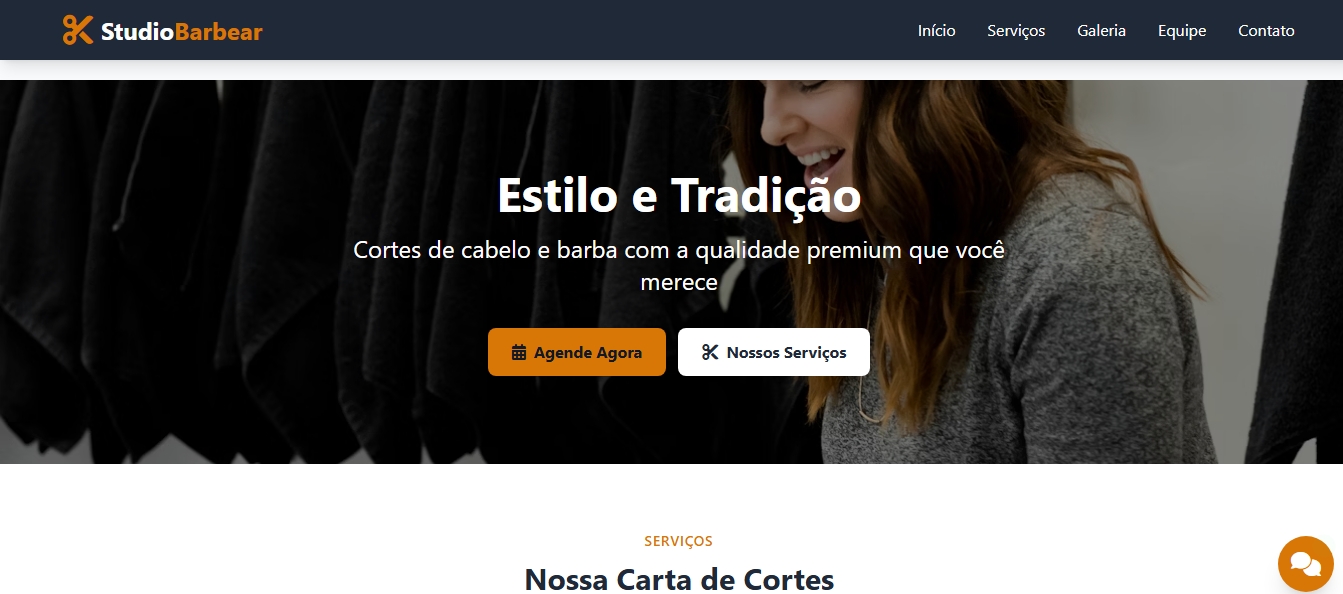 StudioBarbear
Início Serviços Galeria Equipe Contato
Estilo e Tradição
Cortes de cabelo e barba com a qualidade premium que você
merece
Agende Agora Nossos Serviços
SERVIÇOS
Nossa Carta de Cortes